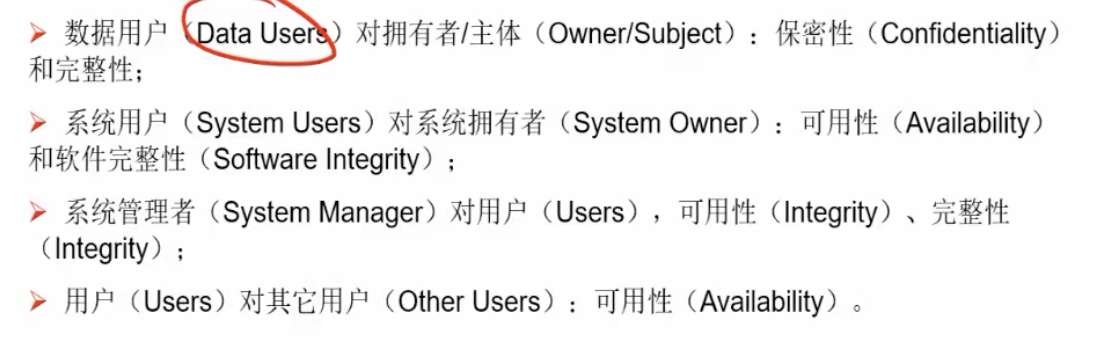 ➢ 数据用户（Data Users）对拥有者/主体（Owner/Subject）：保密性（Confidentiality）
和完整性；
➢ 系统用户（System Users）对系统拥有者（System Owner）：可用性（Availability）
和软件完整性（Software Integrity）；
➢ 系统管理者（System Manager）对用户（Users），可用性（Integrity）、完整性
（Integrity）；
➢ 用户（Users）对其它用户（Other Users）：可用性（Availability）。